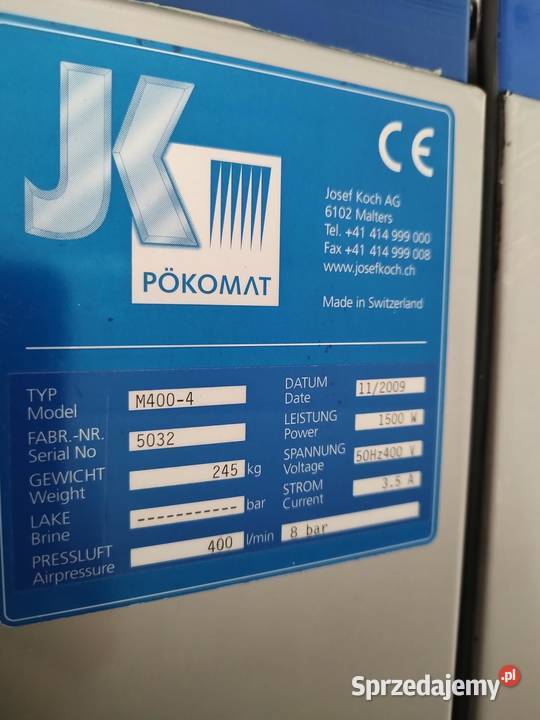 JK
PÖKOMAT
CE
Josef Koch AG
6102 Malters
Tel. +41 414 999 000
Fax +41 414 999 008
www.josefkoch.ch
Made in Switzerland
TYP
Model
M400-4
FABR.-NR.
Serial No
5032
GEWICHT
Weight
245 kg
LAKE
Brine
----------- bar
PRESSLUFT
Airpressure
400 l/min 8 bar
DATUM
Date
11/2009
LEISTUNG
Power
1500 W
SPANNUNG
Voltage
50Hz400 V
STROM
Current
3.5 A
Sprzedajemy.pl